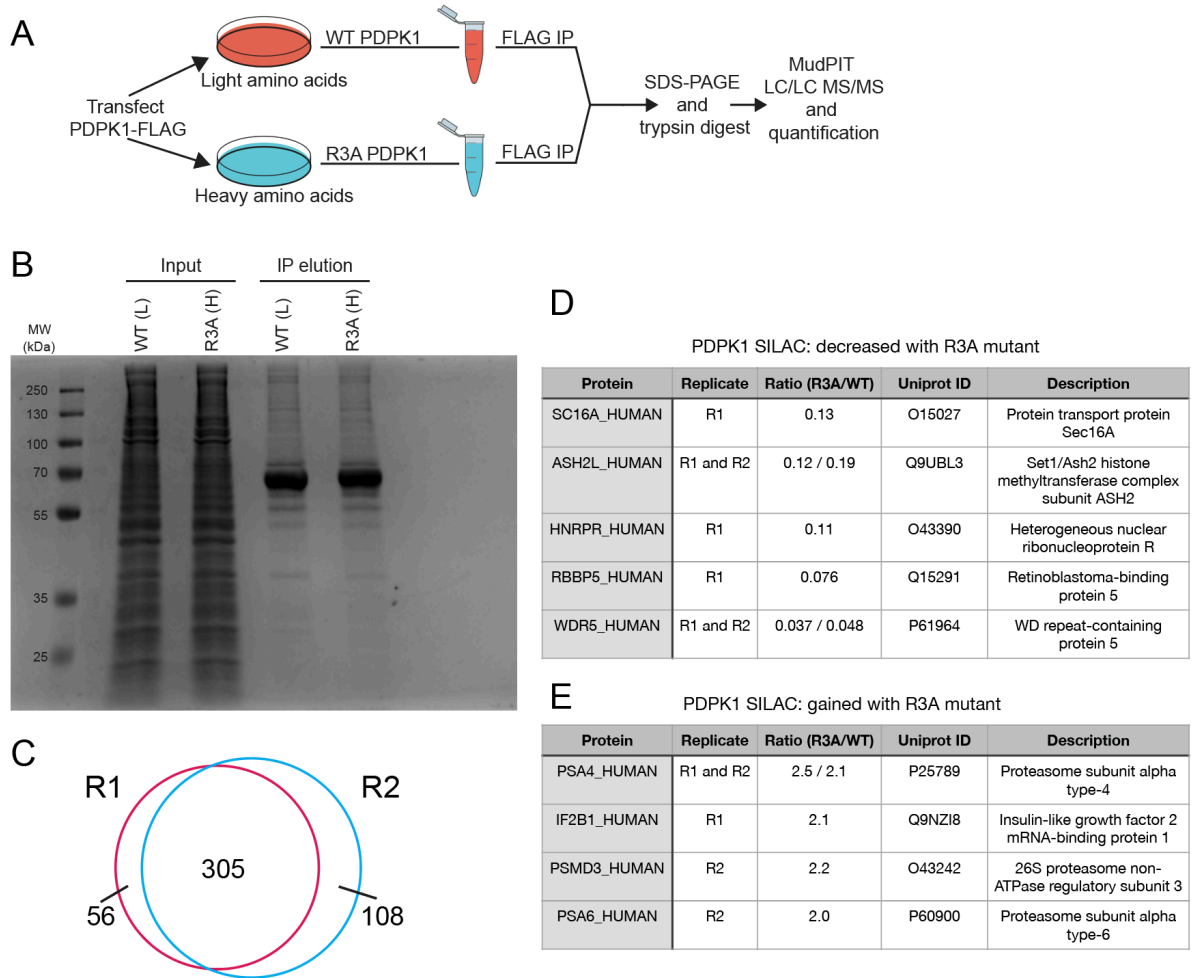 A
Transfect
PDPK1-FLAG
Light amino acids
WT PDPK1
FLAG IP
Heavy amino acids
R3A PDPK1
FLAG IP
SDS-PAGE
and
trypsin digest
MudPIT
LC/LC MS/MS
and
quantification
B
Input
IP elution
MW
(kDa)
WT (L)
R3A (H)
WT (L)
R3A (H)
250
130
100
70
55
35
25
C
R1
R2
305
56
108
D
PDPK1 SILAC: decreased with R3A mutant
Protein Replicate Ratio (R3A/WT) Uniprot ID Description
SC16A_HUMAN R1 0.13 O15027 Protein transport protein
Sec16A
ASH2L_HUMAN R1 and R2 0.12 / 0.19 Q9UBL3 Set1/Ash2 histone
methyltransferase complex
subunit ASH2
HNRPR_HUMAN R1 0.11 O43390 Heterogeneous nuclear
ribonucleoprotein R
RBBP5_HUMAN R1 0.076 Q15291 Retinoblastoma-binding
protein 5
WDR5_HUMAN R1 and R2 0.037 / 0.048 P61964 WD repeat-containing
protein 5
E
PDPK1 SILAC: gained with R3A mutant
Protein Replicate Ratio (R3A/WT) Uniprot ID Description
PSA4_HUMAN R1 and R2 2.5 / 2.1 P25789 Proteasome subunit alpha
type-4
IF2B1_HUMAN R1 2.1 Q9NZI8 Insulin-like growth factor 2
mRNA-binding protein 1
PSMD3_HUMAN R2 2.2 O43242 26S proteasome non-
ATPase regulatory subunit 3
PSA6_HUMAN R2 2.0 P60900 Proteasome subunit alpha
type-6